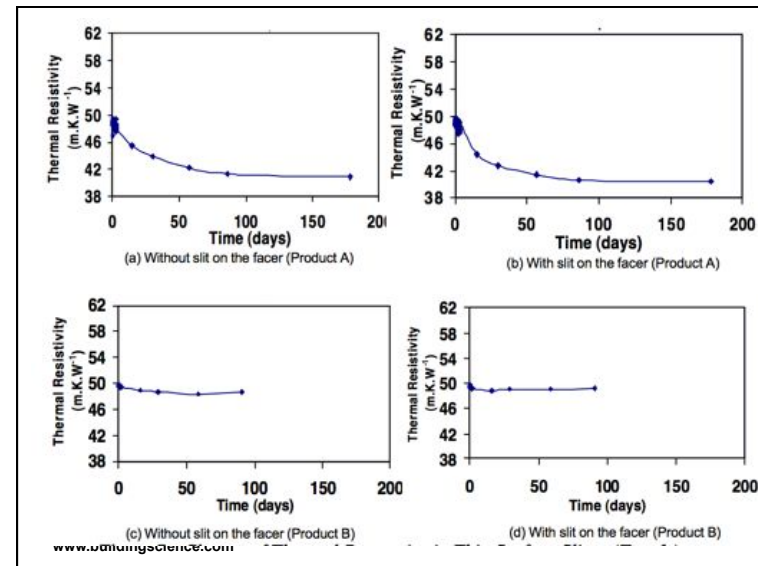 62
58
54
50
46
42
38
Thermal Resistivity
(m.K.W⁻¹)
0 50 100 150 20
Time (days)
(a) Without slit on the facer (Product A)
62
58
54
50
46
42
38
Thermal Resistivity
(m.K.W⁻¹)
0 50 100 150 200
Time (days)
(b) With slit on the facer (Product A)
62
58
54
50
46
42
38
Thermal Resistivity
(m.K.W⁻¹)
0 50 100 150 200
Time (days)
(c) Without slit on the facer (Product B)
62
58
54
50
46
42
38
Thermal Resistivity
(m.K.W⁻¹)
0 50 100 150 200
Time (days)
(d) With slit on the facer (Product B)
www.buildingscience.com